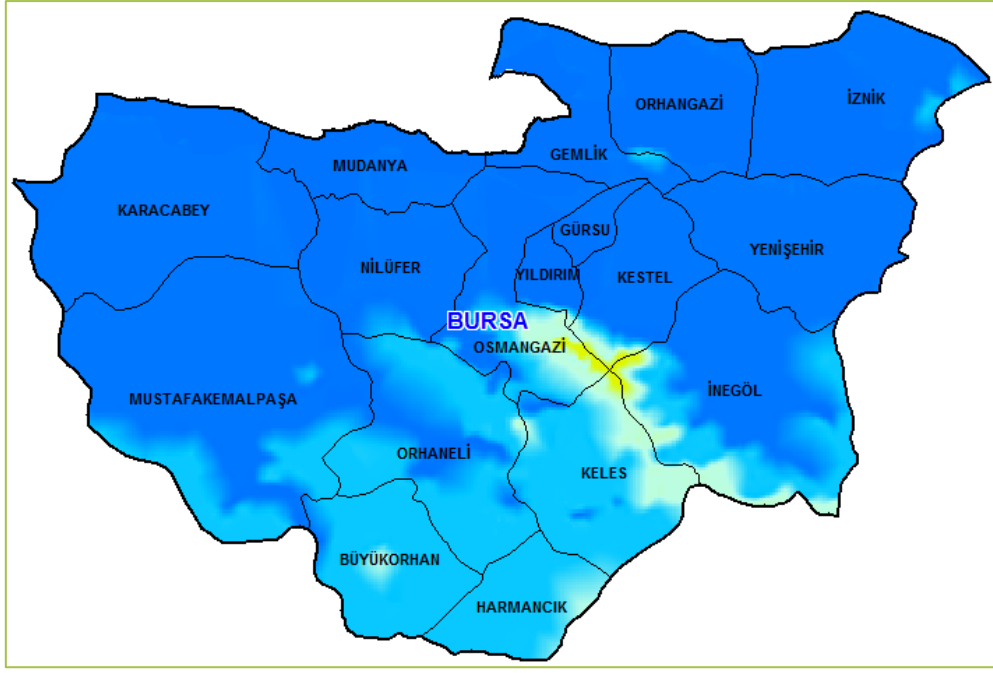 ORHANGAZİ
İZNİK
GEMLİK
MUDANYA
KARACABEY
GÜRSU
YENİŞEHİR
NİLÜFER
YILDIRIM
KESTEL
BURSA
OSMANGAZİ
İNEGÖL
MUSTAFAKEMALPAŞA
ORHANELİ
KELES
BÜYÜKORHAN
HARMANCIK